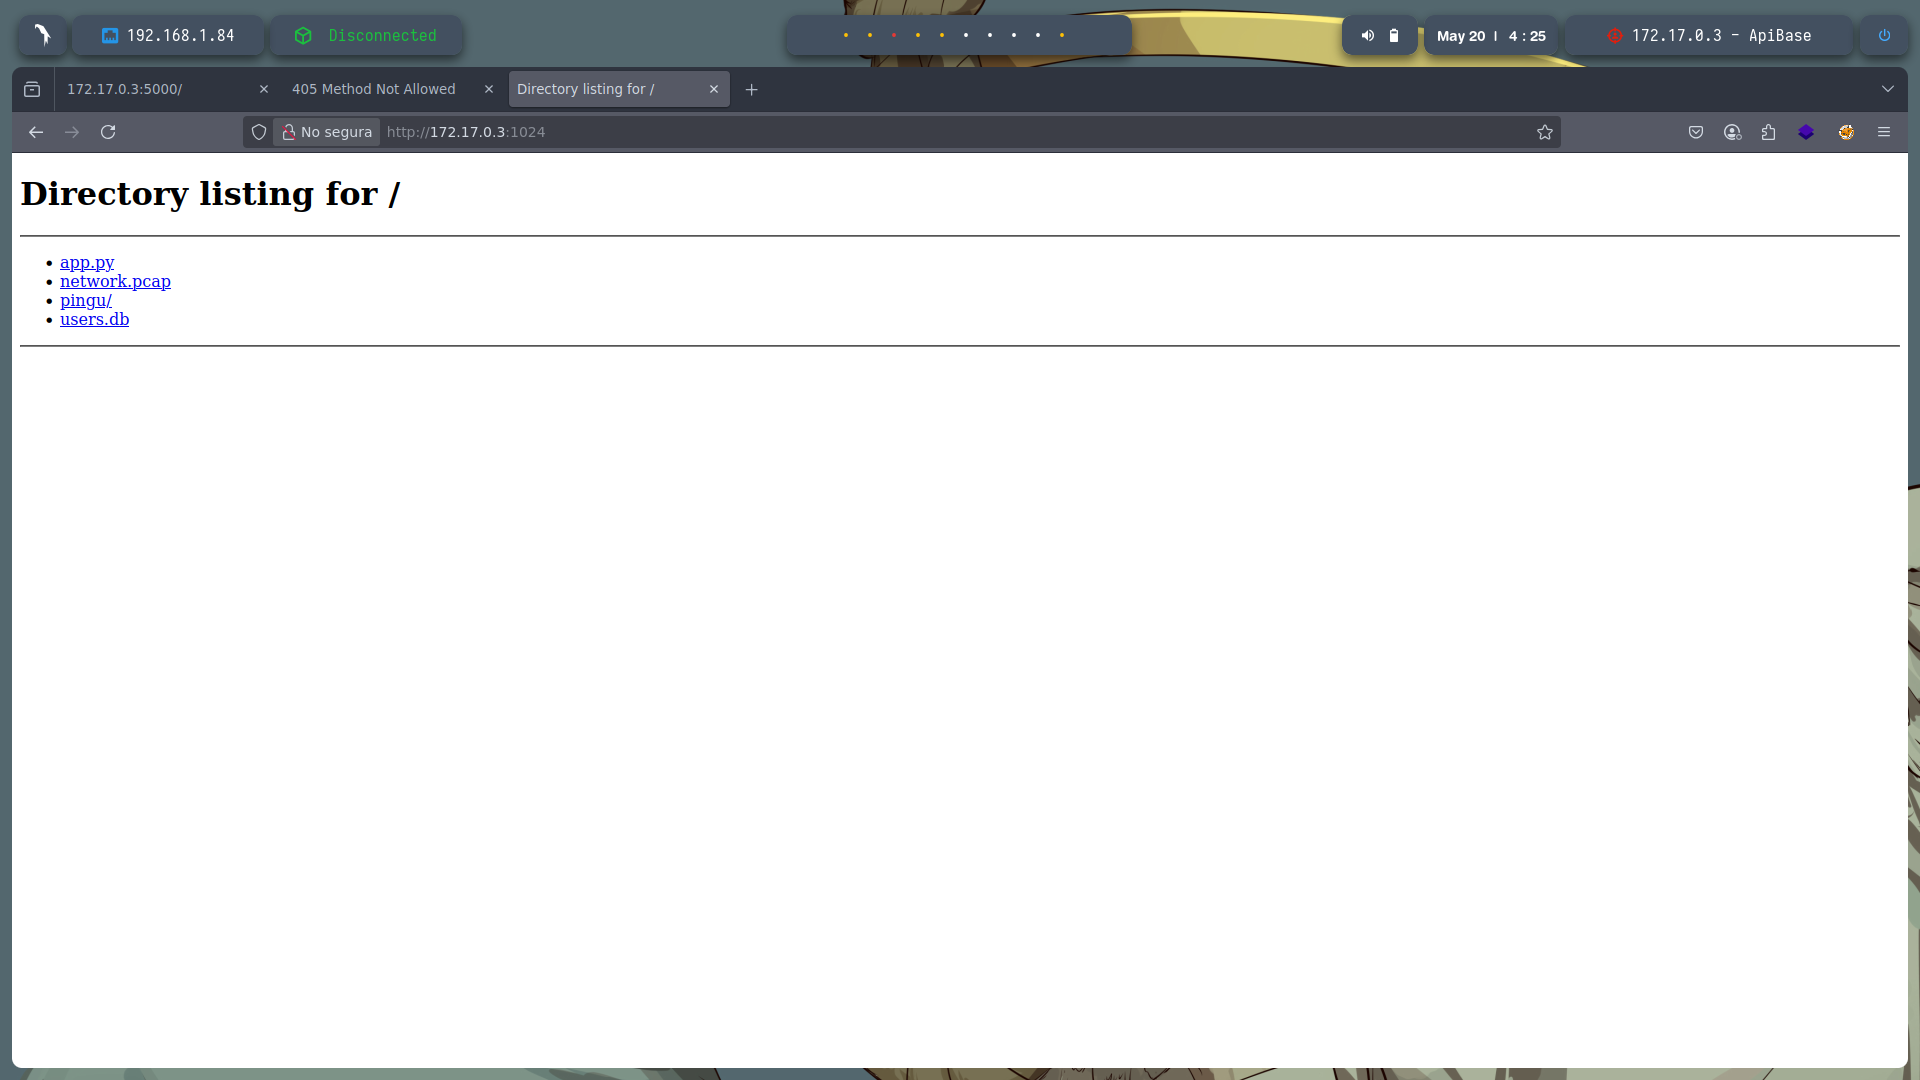 192.168.1.84
Disconnected
May 20 | 4 : 25
172.17.0.3 - ApiBase
172.17.0.3:5000/
405 Method Not Allowed
Directory listing for /
No segura
http://172.17.0.3:1024
Directory listing for /
app.py
network.pcap
pingu/
users.db